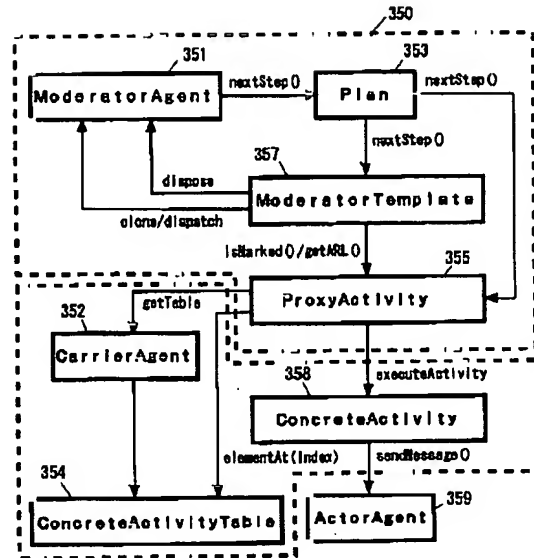 350
351
353
nextStep()
nextStep()
ModeratorAgent
Plan
357
nextStep()
dispose
ModeratorTemplate
clone/dispatch
isMarked()/getARL()
355
getTable
ProxyActivity
352
CarrierAgent
358
executeActivity
ConcreteActivity
elementAt(Index)
sendMessage()
354
359
ConcreteActivityTable
ActorAgent